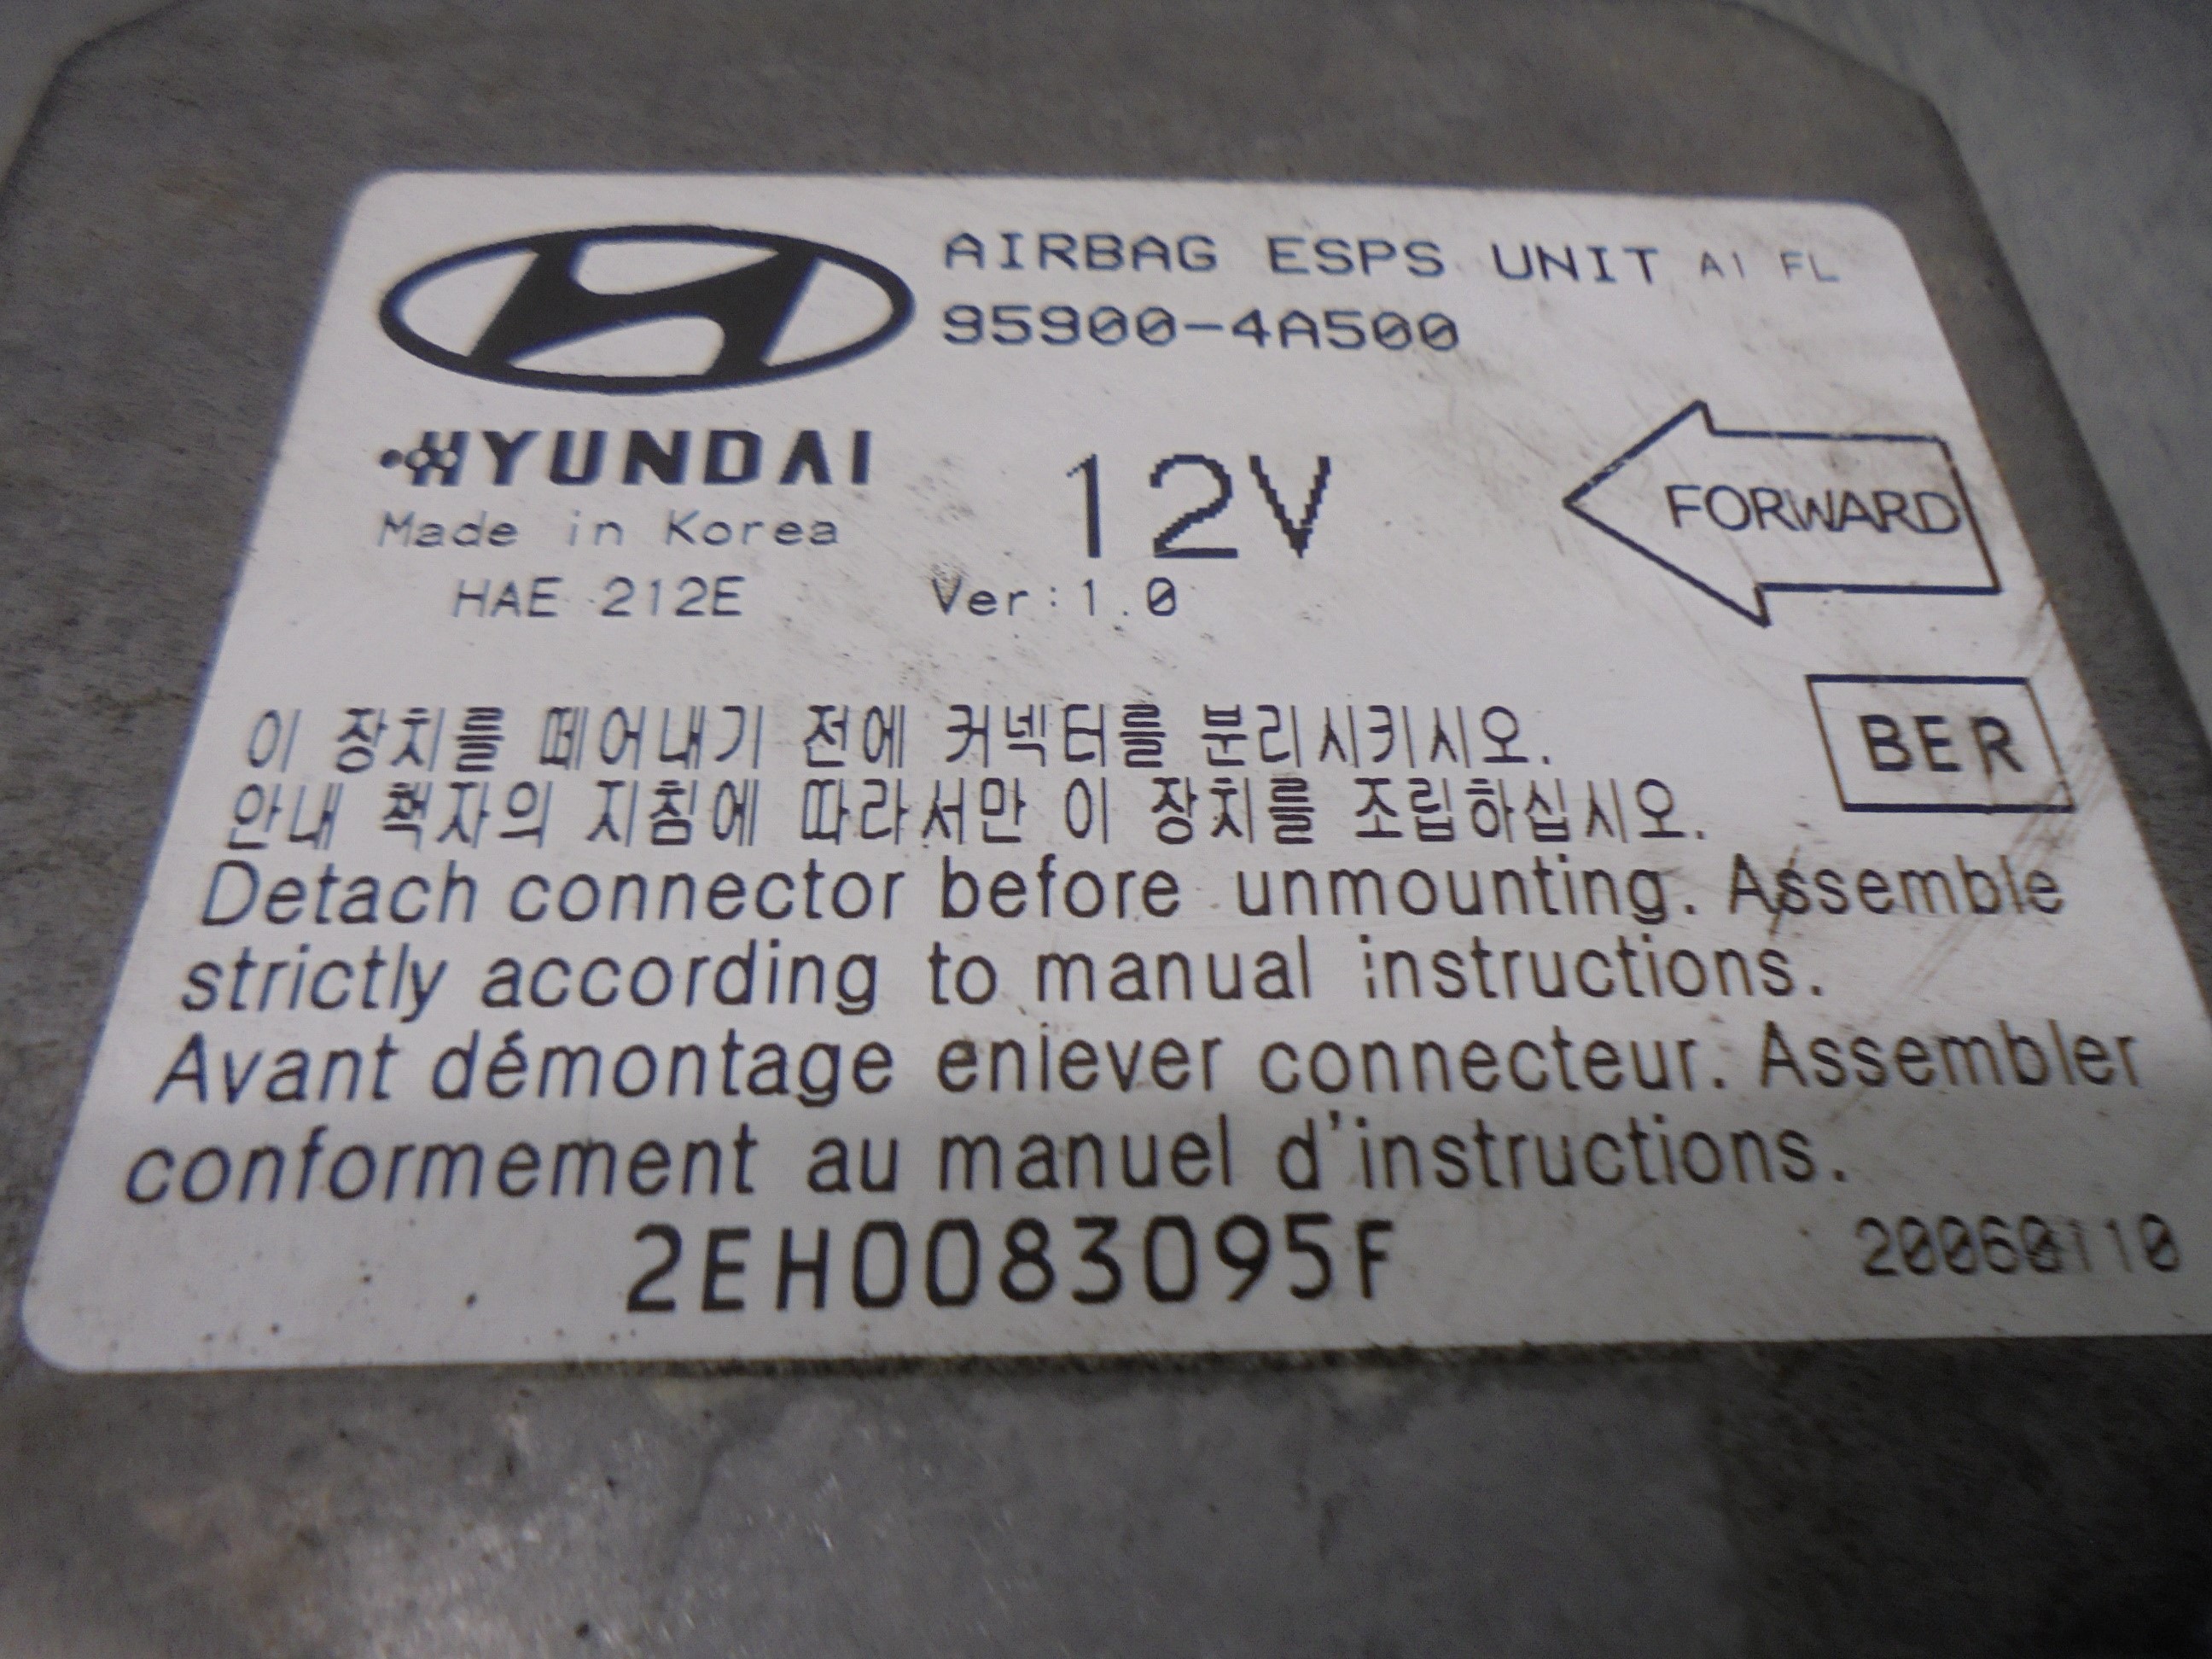 AIRBAG ESPS UNIT A1 FL
95900-4A500
HYUNDAI
12V
FORWARD
Made in Korea
HAE 212E
Ver:1.0
BER
이 장치를 떼어내기 전에 커넥터를 분리시키시오.
안내 책자의 지침에 따라서만 이 장치를 조립하십시오.
Detach connector before unmounting. Assemble
strictly according to manual instructions.
Avant démontage eniever connecteur. Assembler
conformement au manuel d'instructions.
2EH0083095F
20060110